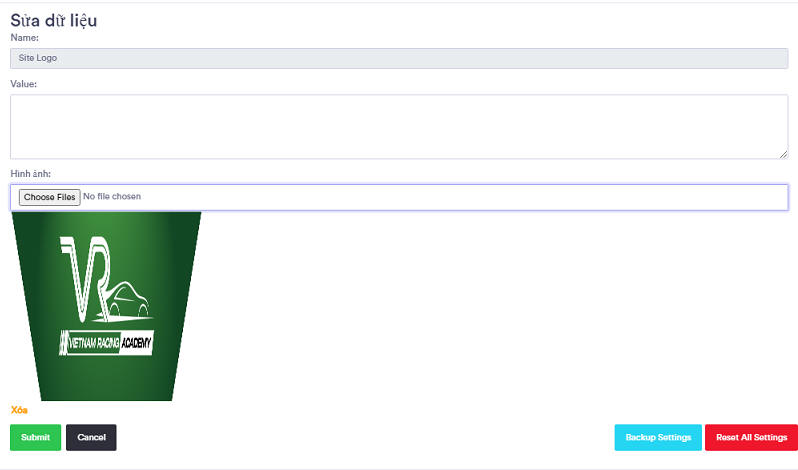 Sửa dữ liệu
Name:
Site Logo
Value:
Hình ảnh:
Choose Files No file chosen
VR
VIETNAM RACING ACADEMY
Xóa
Submit Cancel Backup Settings Reset All Settings